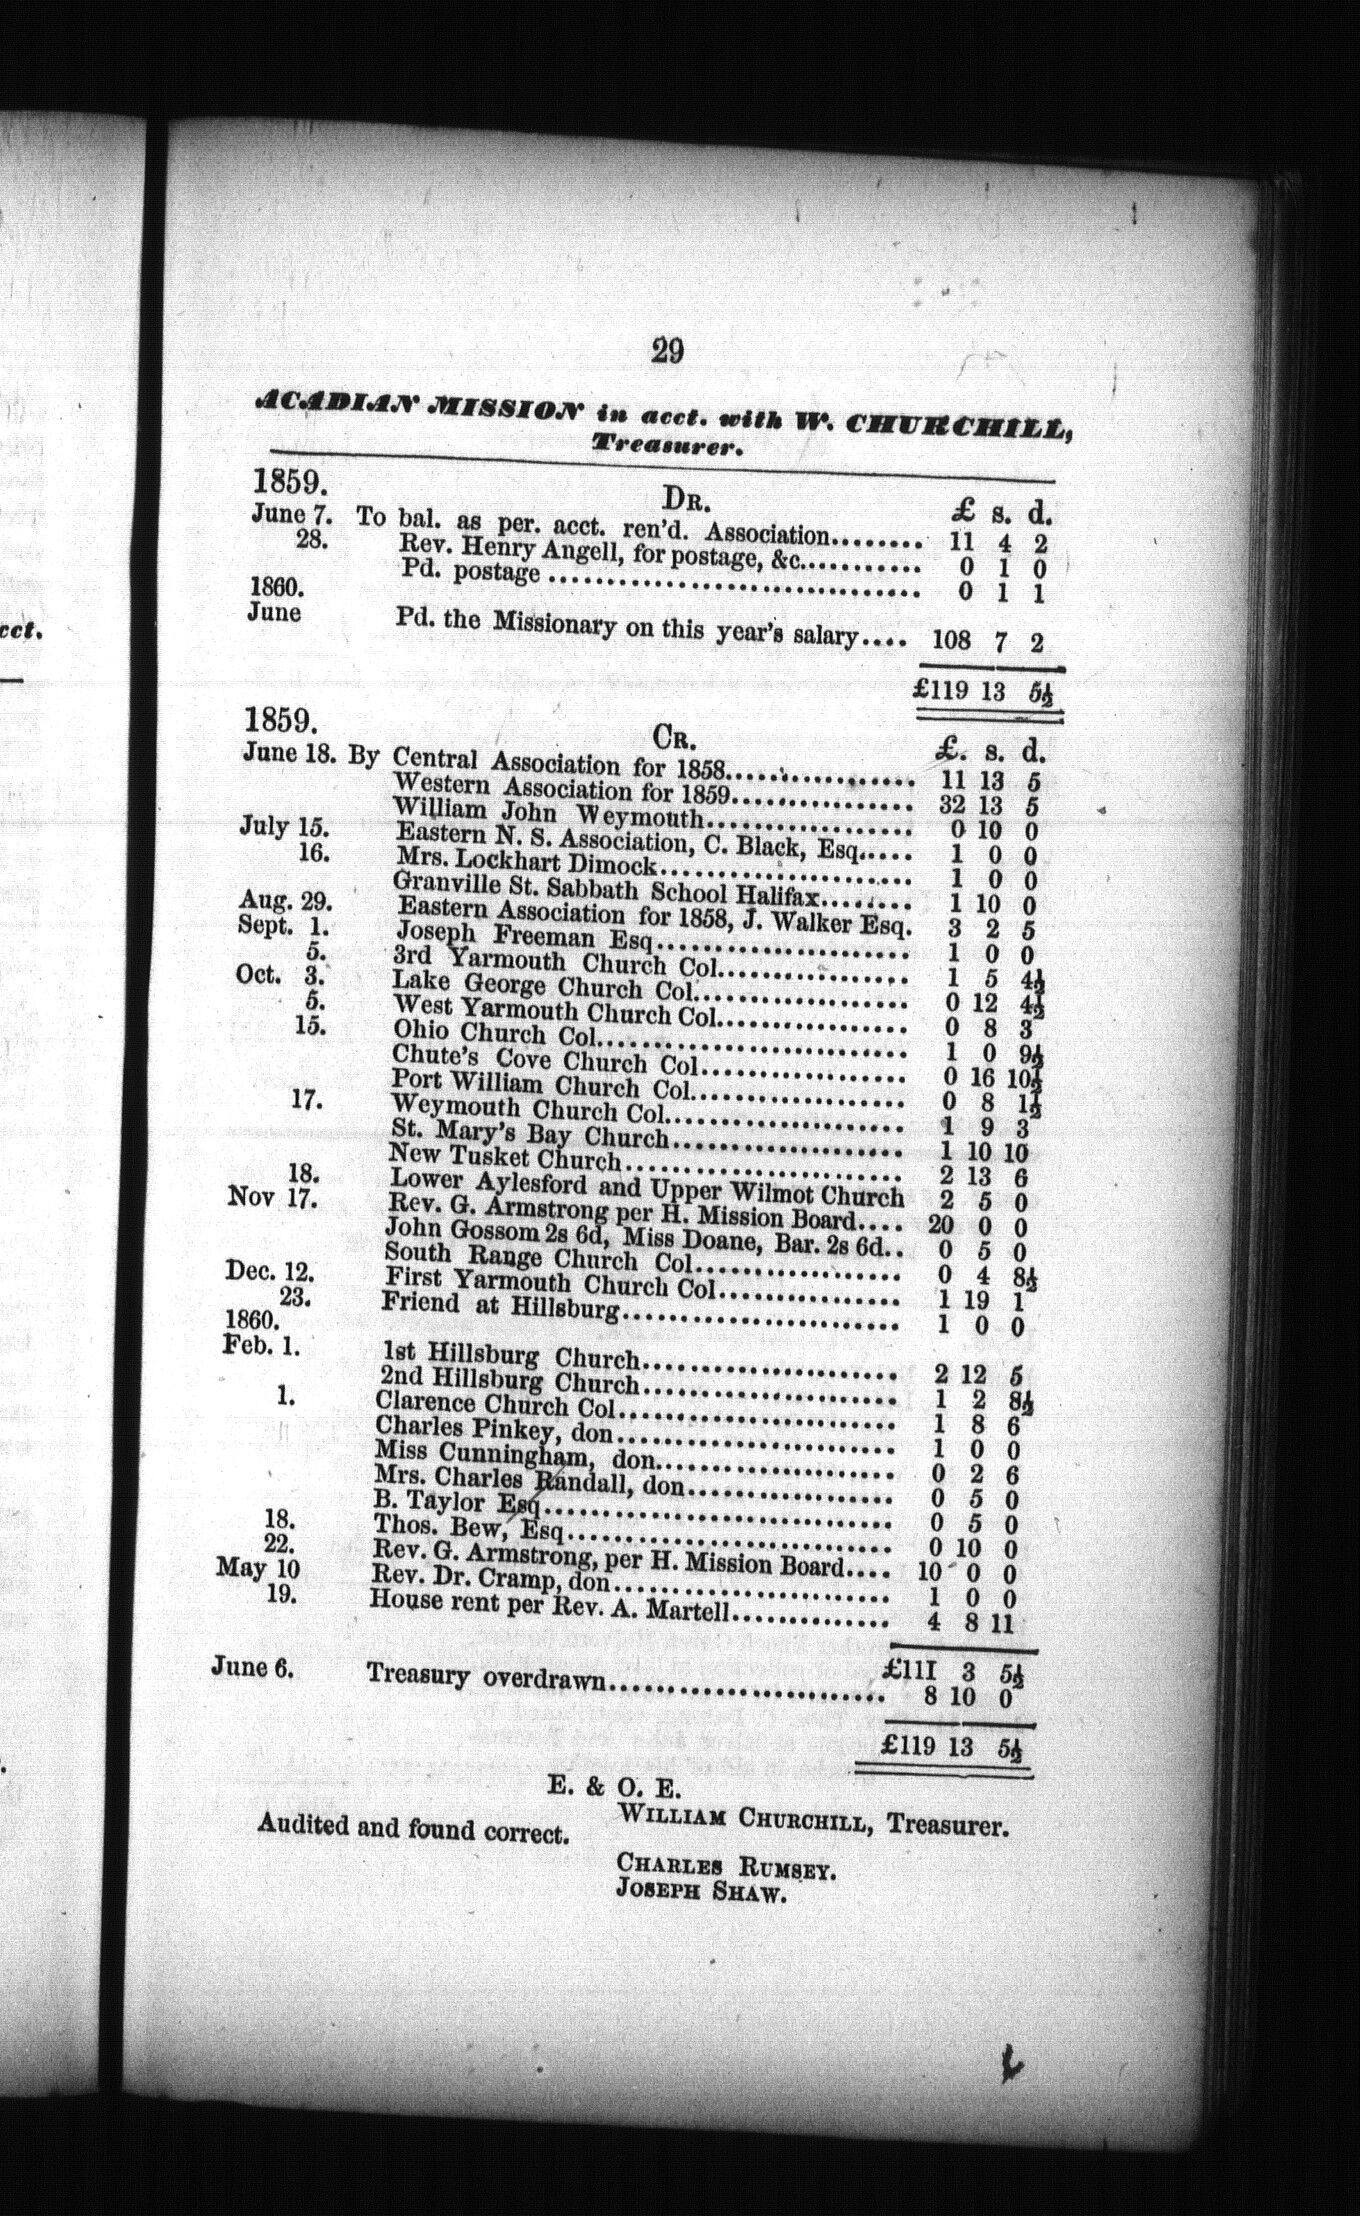 29
ACADIAN MISSION in acct. with W. CHURCHILL,
Treasurer.
1859. DR. £ s. d.
June 7. To bal. as per. acct. ren'd. Association........ 11 4 2
28. Rev. Henry Angell, for postage, &c........... 0 1 0
Pd. postage .................................... 0 1 1
1860.
June Pd. the Missionary on this year's salary.... 108 7 2
£119 13 5½
1859. CR. £. s. d.
June 18. By Central Association for 1858................... 11 13 5
Western Association for 1859.................. 32 13 5
William John Weymouth.................... 0 10 0
July 15. Eastern N. S. Association, C. Black, Esq..... 1 0 0
16. Mrs. Lockhart Dimock........................ 1 0 0
Granville St. Sabbath School Halifax........ 1 10 0
Aug. 29. Eastern Association for 1858, J. Walker Esq. 3 2 5
Sept. 1. Joseph Freeman Esq........................ 1 0 0
5. 3rd Yarmouth Church Col.................. 1 5 4½
Oct. 3. Lake George Church Col.................... 0 12 4½
5. West Yarmouth Church Col.................. 0 8 3
15. Ohio Church Col............................ 1 0 9½
Chute's Cove Church Col.................. 0 16 10½
Port William Church Col.................... 0 8 1½
17. Weymouth Church Col...................... 1 9 3
St. Mary's Bay Church...................... 1 10 10
New Tusket Church.......................... 2 13 6
18. Lower Aylesford and Upper Wilmot Church 2 5 0
Nov 17. Rev. G. Armstrong per H. Mission Board.... 20 0 0
John Gossom 2s 6d, Miss Doane, Bar. 2s 6d.. 0 5 0
South Range Church Col.................. 0 4 8½
Dec. 12. First Yarmouth Church Col................ 1 19 1
23. Friend at Hillsburg.......................... 1 0 0
1860.
Feb. 1. 1st Hillsburg Church........................ 2 12 5
2nd Hillsburg Church........................ 1 2 8½
1. Clarence Church Col.......................... 1 8 6
Charles Pinkey, don.......................... 1 0 0
Miss Cunningham, don...................... 0 2 6
Mrs. Charles Randall, don.................. 0 5 0
B. Taylor Esq................................ 0 5 0
18. Thos. Bew, Esq.............................. 0 10 0
22. Rev. G. Armstrong, per H. Mission Board.... 10 0 0
May 10 Rev. Dr. Cramp, don........................ 1 0 0
19. House rent per Rev. A. Martell.............. 4 8 11
£111 3 5½
June 6. Treasury overdrawn........................ 8 10 0
£119 13 5½
E. & O. E.
WILLIAM CHURCHILL, Treasurer.
Audited and found correct.
CHARLES RUMSEY.
JOSEPH SHAW.
cct.